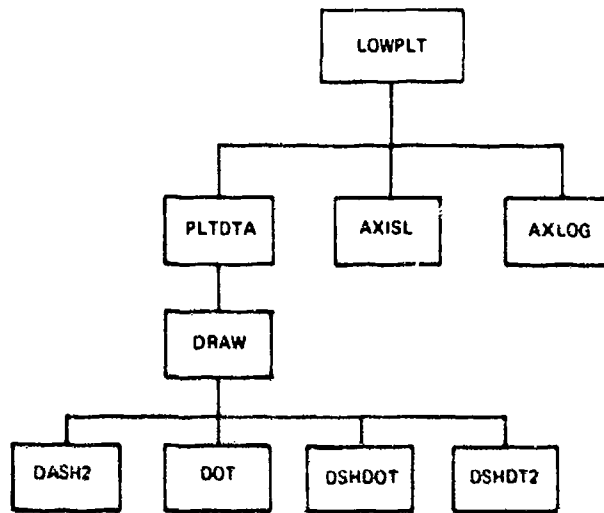 LOWPLT
PLTDTA
AXISL
AXLOG
DRAW
DASH2
DOT
DSHDOT
DSHDT2